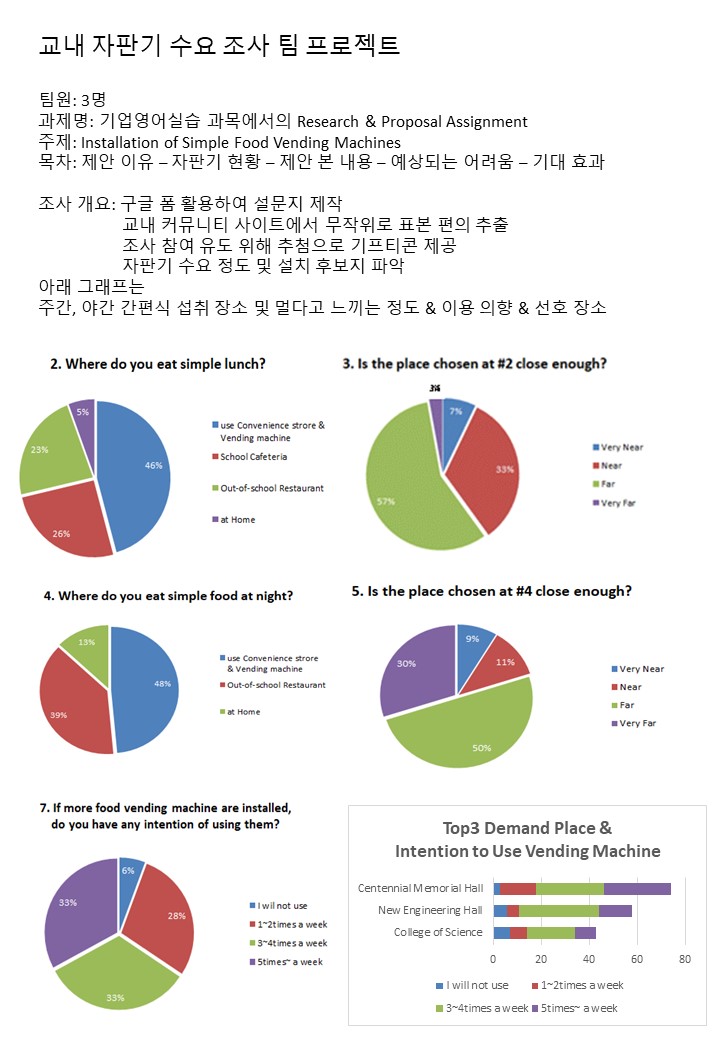 교내 자판기 수요 조사 팀 프로젝트
팀원: 3명
과제명: 기업영어실습 과목에서의 Research & Proposal Assignment
주제: Installation of Simple Food Vending Machines
목차: 제안 이유 – 자판기 현황 – 제안 본 내용 – 예상되는 어려움 – 기대 효과
조사 개요: 구글 폼 활용하여 설문지 제작
교내 커뮤니티 사이트에서 무작위로 표본 편의 추출
조사 참여 유도 위해 추첨으로 기프티콘 제공
자판기 수요 정도 및 설치 후보지 파악
아래 그래프는
주간, 야간 간편식 섭취 장소 및 멀다고 느끼는 정도 & 이용 의향 & 선호 장소
2. Where do you eat simple lunch?
5%
23%
46%
26%
use Convenience strore &
Vending machine
School Cafeteria
Out-of-school Restaurant
at Home
3. Is the place chosen at #2 close enough?
7%
33%
57%
Very Near
Near
Far
Very Far
4. Where do you eat simple food at night?
13%
48%
39%
use Convenience strore
& Vending machine
Out-of-school Restaurant
at Home
5. Is the place chosen at #4 close enough?
9%
11%
30%
50%
Very Near
Near
Far
Very Far
7. If more food vending machine are installed,
do you have any intention of using them?
6%
28%
33%
33%
I wil not use
1~2times a week
3~4times a week
5times~ a week
Top3 Demand Place &
Intention to Use Vending Machine
Centennial Memorial Hall
New Engineering Hall
College of Science
0 20 40 60 80
I will not use 1~2times a week
3~4times a week 5times~ a week